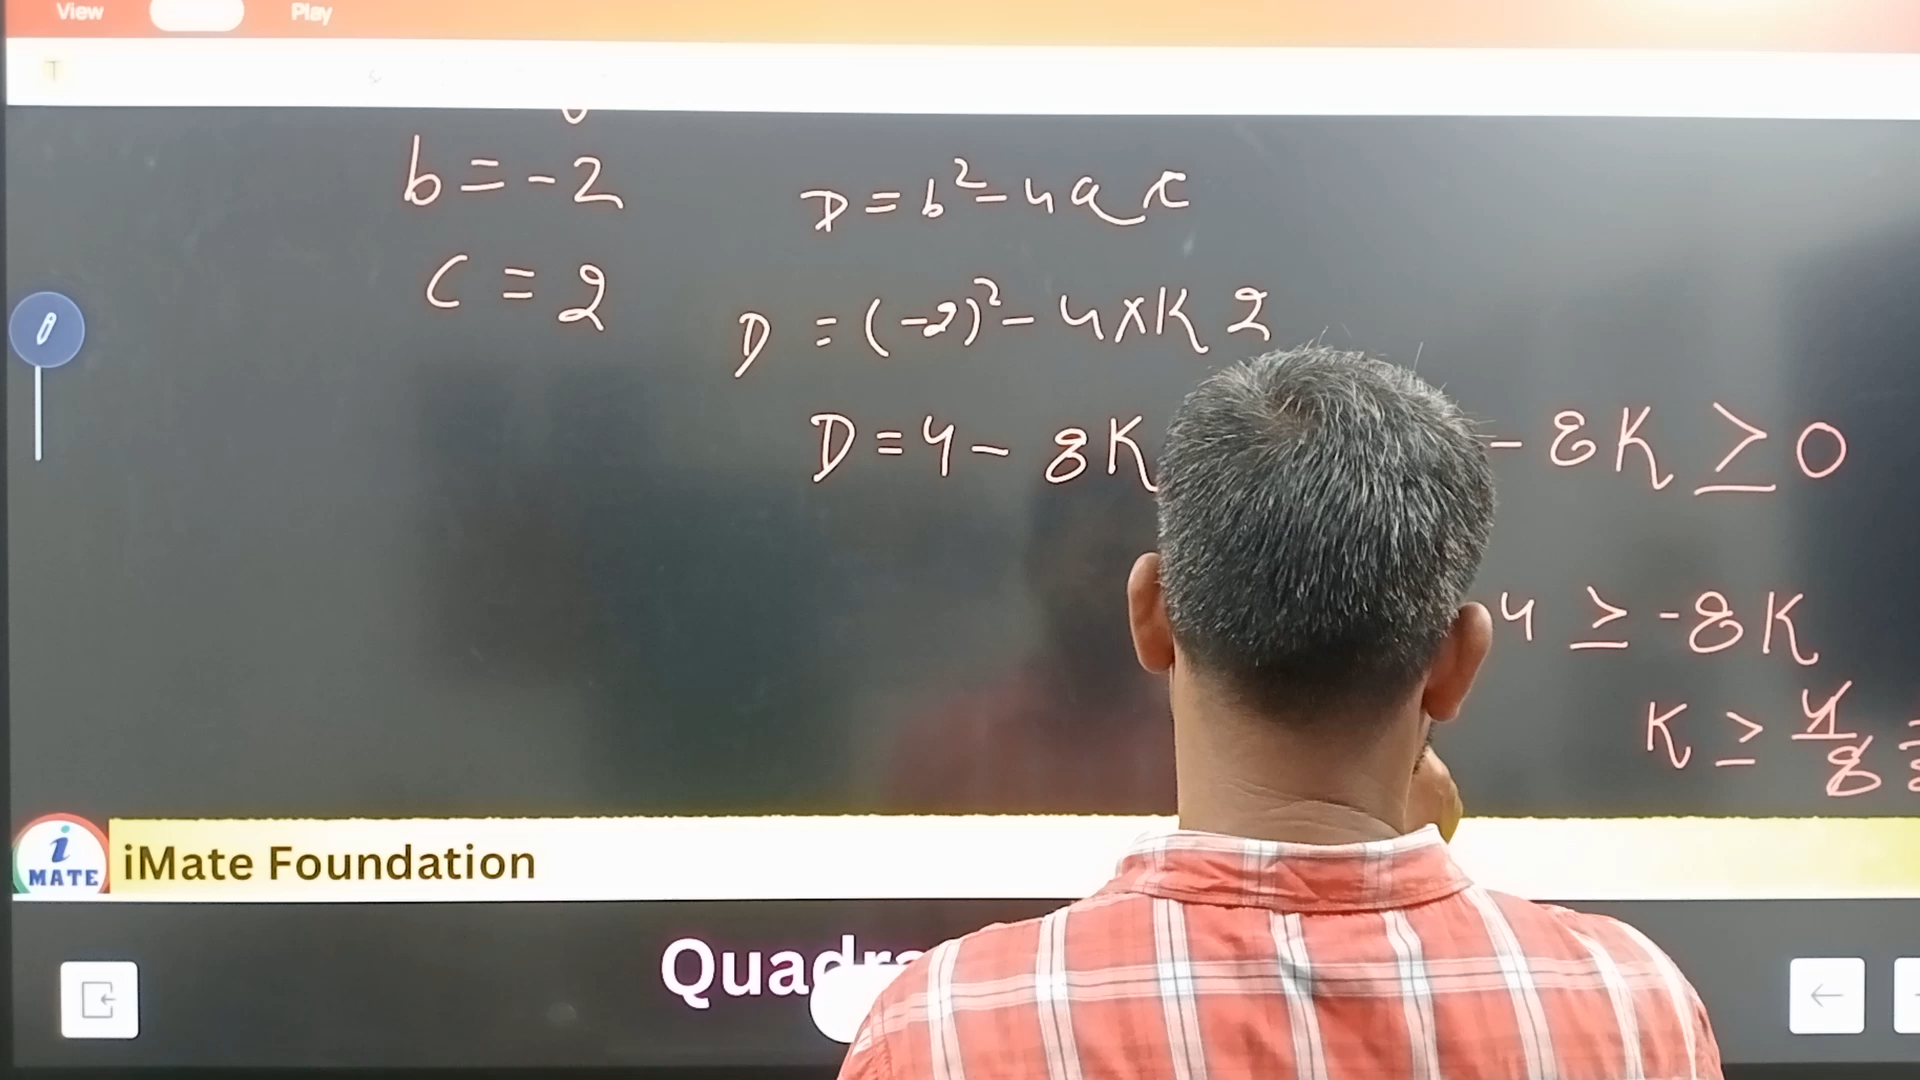 View Play
T
b = -2
c = 2
D = b² - 4ac
D = (-2)² - 4×K 2
D = 4 - 8K
- 8K ≥ 0
4 ≥ -8K
K ≥ 4/8
i MATE
iMate Foundation
Quadra